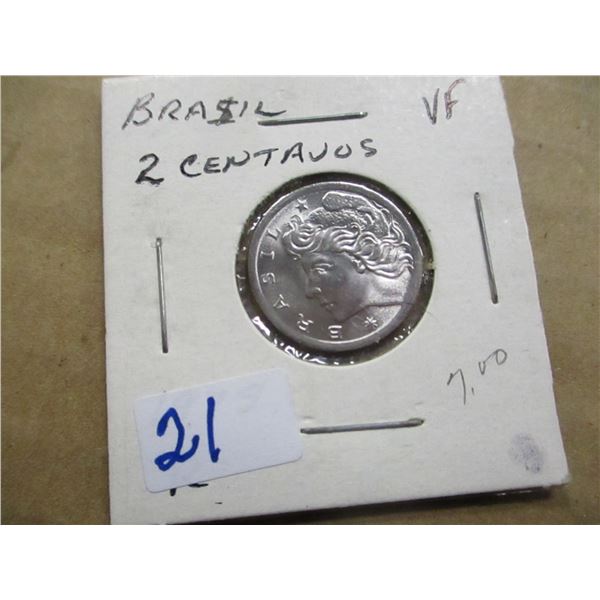 BRASIL VF
2 CENTAVOS
BRASIL
7.00
21